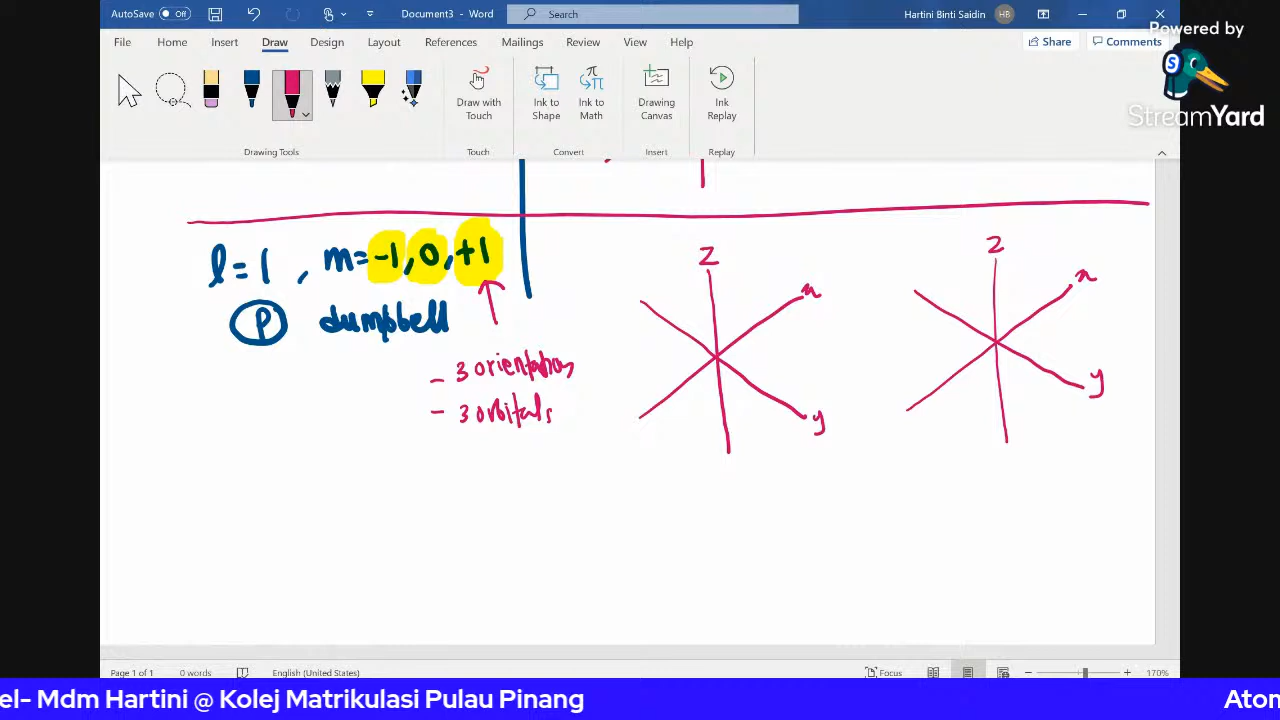 AutoSave Off Document3 - Word Search Hartini Binti Saidin HB
Powered by
StreamYard
File Home Insert Draw Design Layout References Mailings Review View Help Share Comments
Draw with Touch
Ink to Shape
Ink to Math
Drawing Canvas
Ink Replay
Drawing Tools Touch Convert Insert Replay
l = 1 , m = -1, 0, +1
p dumbbell
- 3 orientations
- 3 orbitals
z
x
y
z
x
y
Page 1 of 1 0 words English (United States) Focus 170%
el- Mdm Hartini @ Kolej Matrikulasi Pulau Pinang Atom